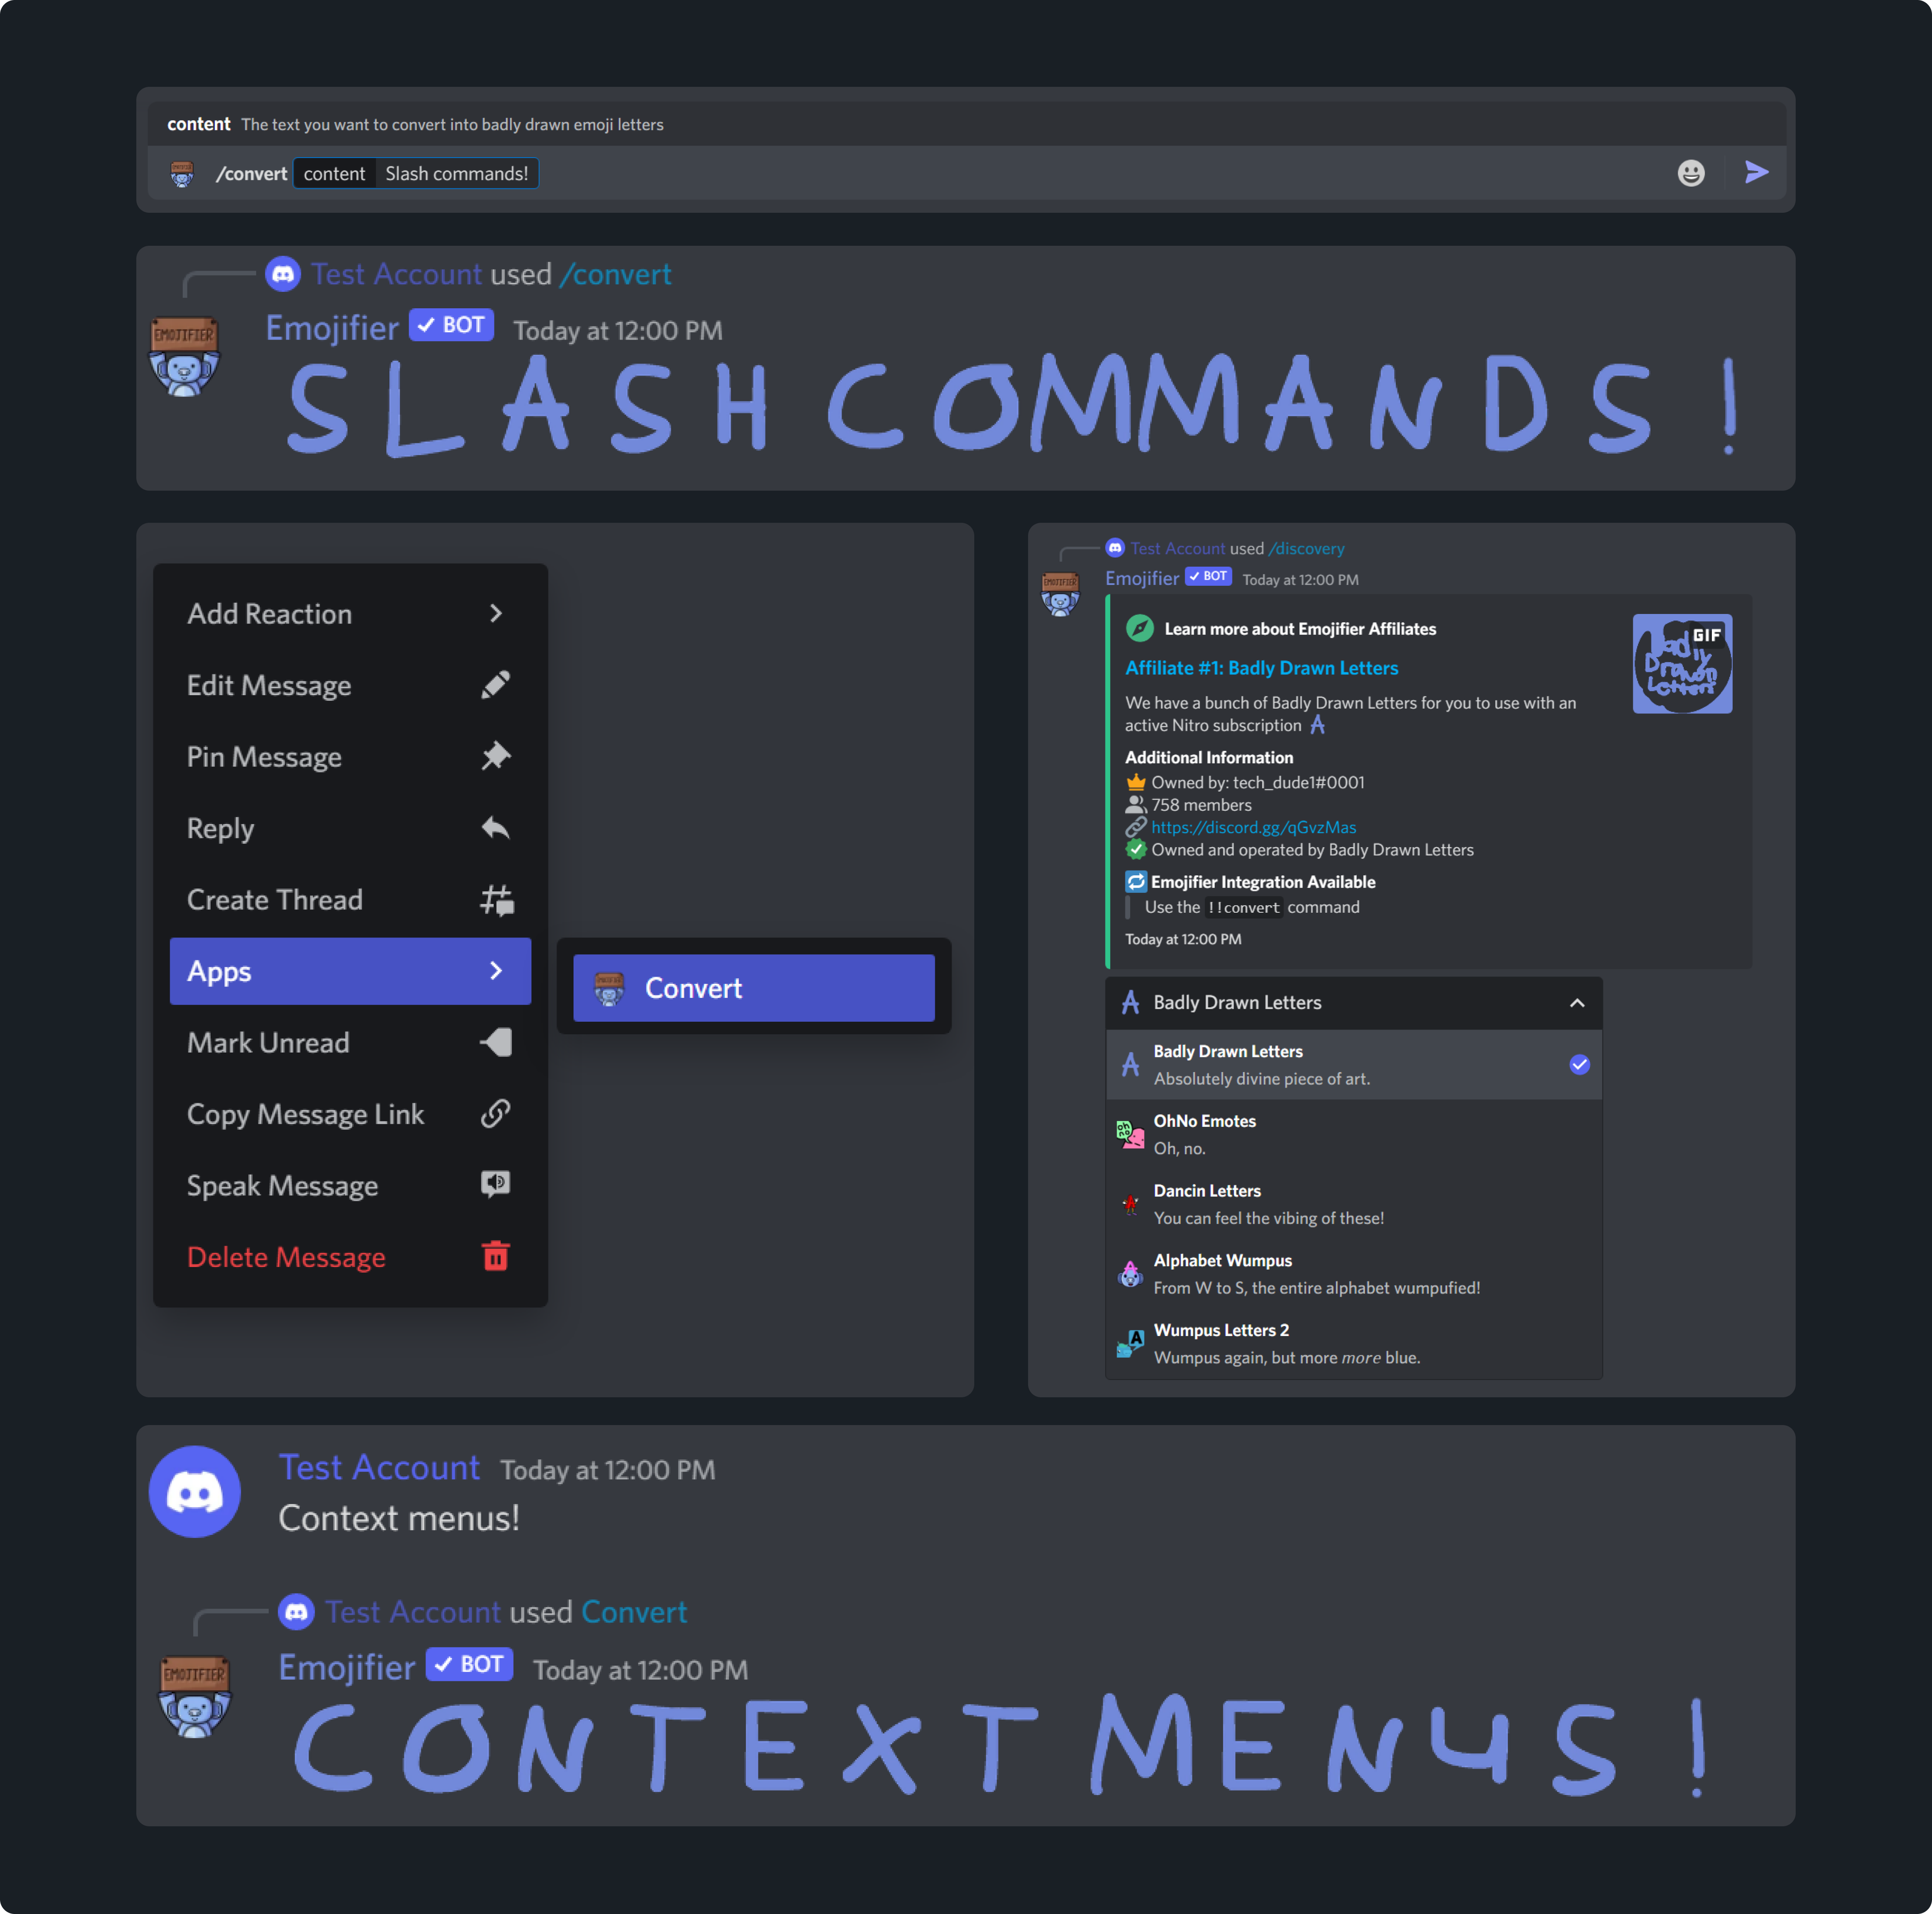 content The text you want to convert into badly drawn emoji letters
/convert content Slash commands!
Test Account used /convert
EMOJIFIER
Emojifier BOT Today at 12:00 PM
SLASH COMMANDS!
Add Reaction
Edit Message
Pin Message
Reply
Create Thread
Apps
Convert
Mark Unread
Copy Message Link
Speak Message
Delete Message
Test Account used /discovery
EMOJIFIER
Emojifier BOT Today at 12:00 PM
Learn more about Emojifier Affiliates
GIF
Badly
Drawn
Letters
Affiliate #1: Badly Drawn Letters
We have a bunch of Badly Drawn Letters for you to use with an
active Nitro subscription A
Additional Information
Owned by: tech_dude1#0001
758 members
https://discord.gg/qGvzMas
Owned and operated by Badly Drawn Letters
Emojifier Integration Available
Use the !!convert command
Today at 12:00 PM
A Badly Drawn Letters
A Badly Drawn Letters
Absolutely divine piece of art.
oh no
OhNo Emotes
Oh, no.
Dancin Letters
You can feel the vibing of these!
Alphabet Wumpus
From W to S, the entire alphabet wumpufied!
A
Wumpus Letters 2
Wumpus again, but more more blue.
Test Account Today at 12:00 PM
Context menus!
Test Account used Convert
EMOJIFIER
Emojifier BOT Today at 12:00 PM
CONTEXT MENUS!